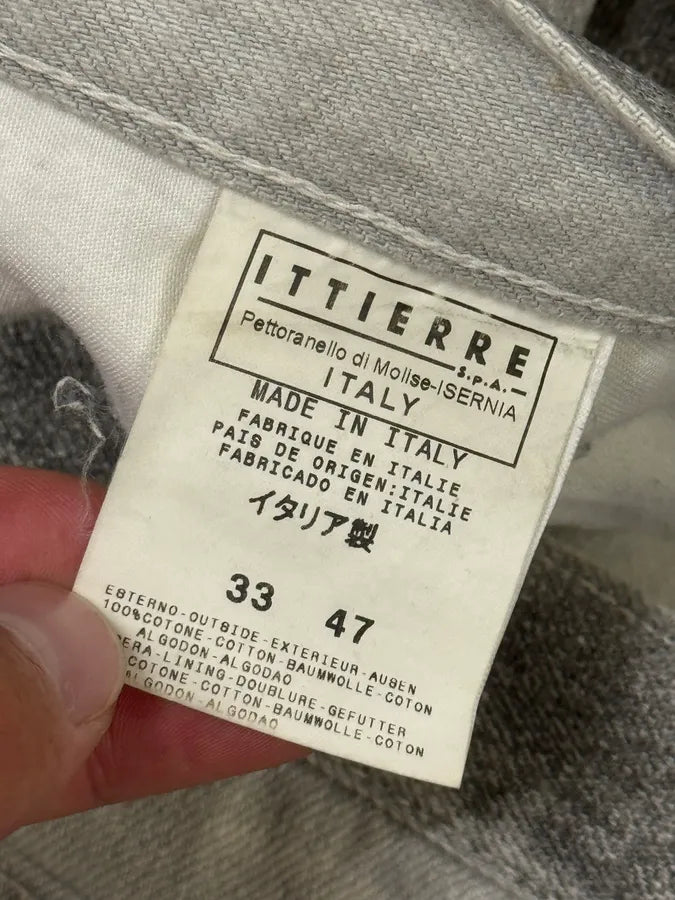 ITTIERRE
S.p.A.
Pettoranello di Molise-ISERNIA
ITALY
MADE IN ITALY
FABRIQUE EN ITALIE
PAIS DE ORIGEN:ITALIE
FABRICADO EN ITALIA
イタリア製
33 47
ESTERNO-OUTSIDE-EXTERIEUR-AUBEN
100%COTONE-COTTON-BAUMWOLLE-COTON
ALGODON-ALGODAO
-LINING-DOUBLURE-GEFUTTER
COTONE-COTTON-BAUMWOLLE-COTON
ALGODON-ALGODAO